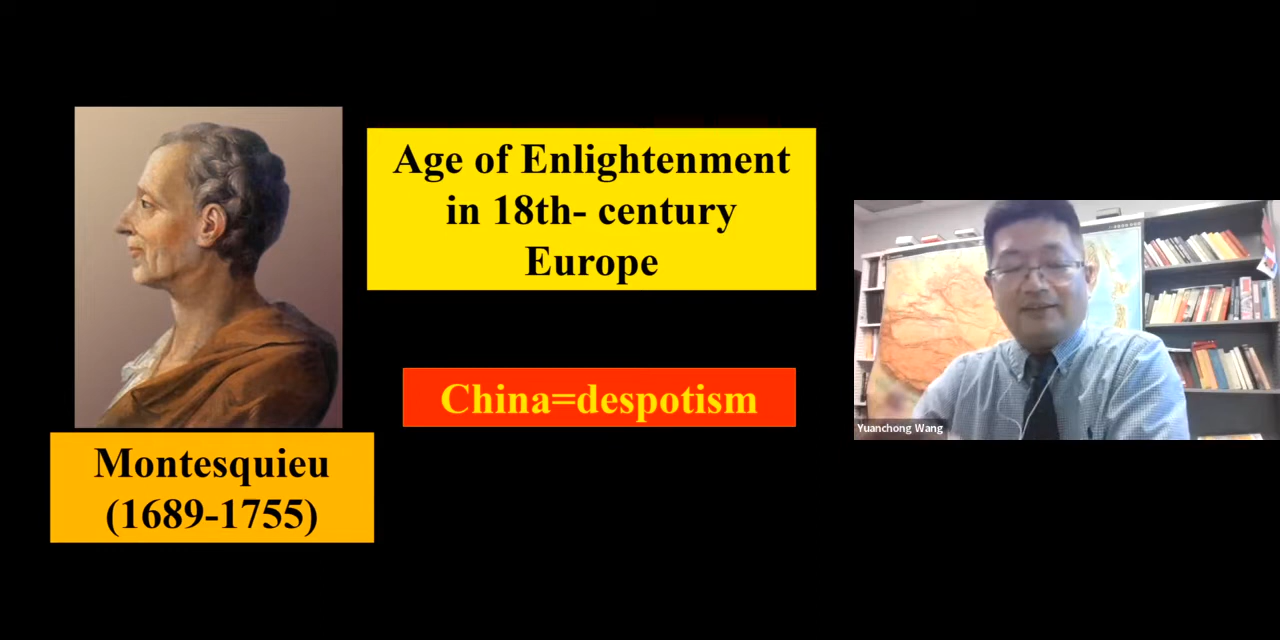 Age of Enlightenment
in 18th- century
Europe
China=despotism
Montesquieu
(1689-1755)
Yuanchong Wang